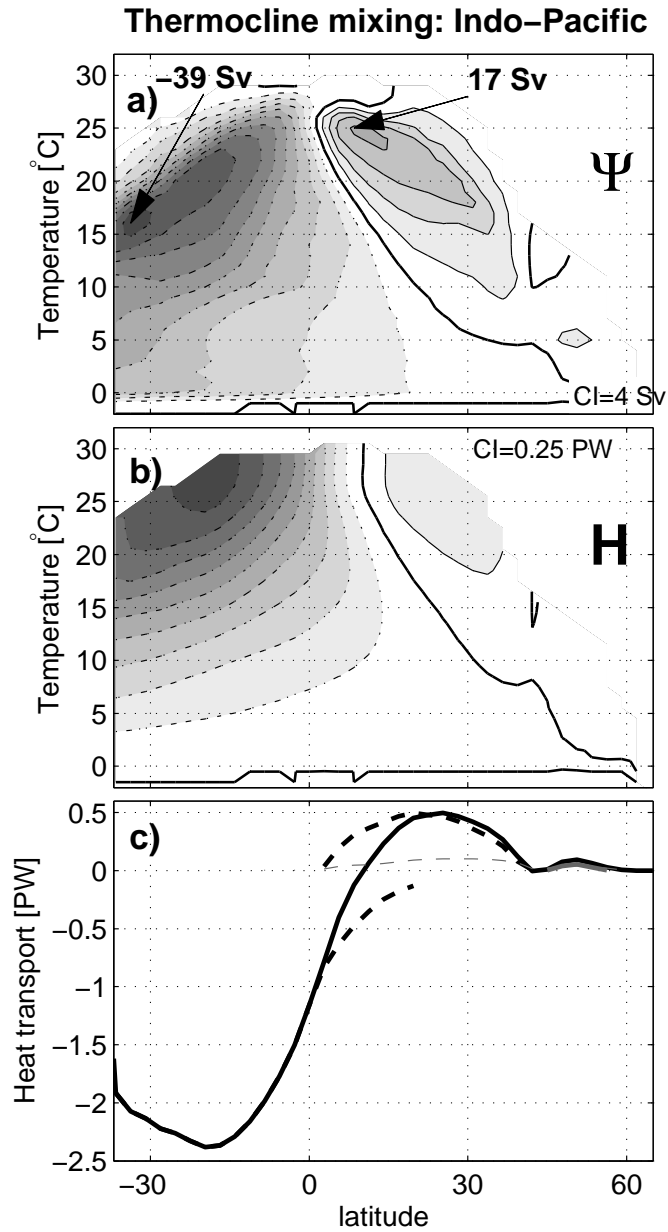 Thermocline mixing: Indo−Pacific
a)
−39 Sv
17 Sv
Ψ
30
25
20
15
10
5
0
Temperature [°C]
CI=4 Sv
b)
CI=0.25 PW
H
30
25
20
15
10
5
0
Temperature [°C]
c)
0.5
0
−0.5
−1
−1.5
−2
−2.5
Heat transport [PW]
−30 0 30 60
latitude